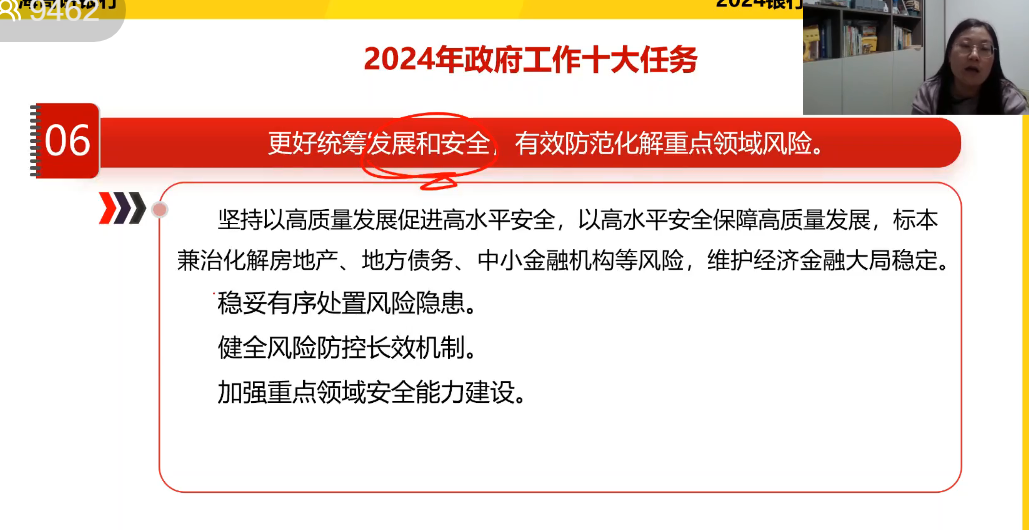 9462
2024银行
2024年政府工作十大任务
06
更好统筹发展和安全，有效防范化解重点领域风险。
坚持以高质量发展促进高水平安全，以高水平安全保障高质量发展，标本
兼治化解房地产、地方债务、中小金融机构等风险，维护经济金融大局稳定。
稳妥有序处置风险隐患。
健全风险防控长效机制。
加强重点领域安全能力建设。